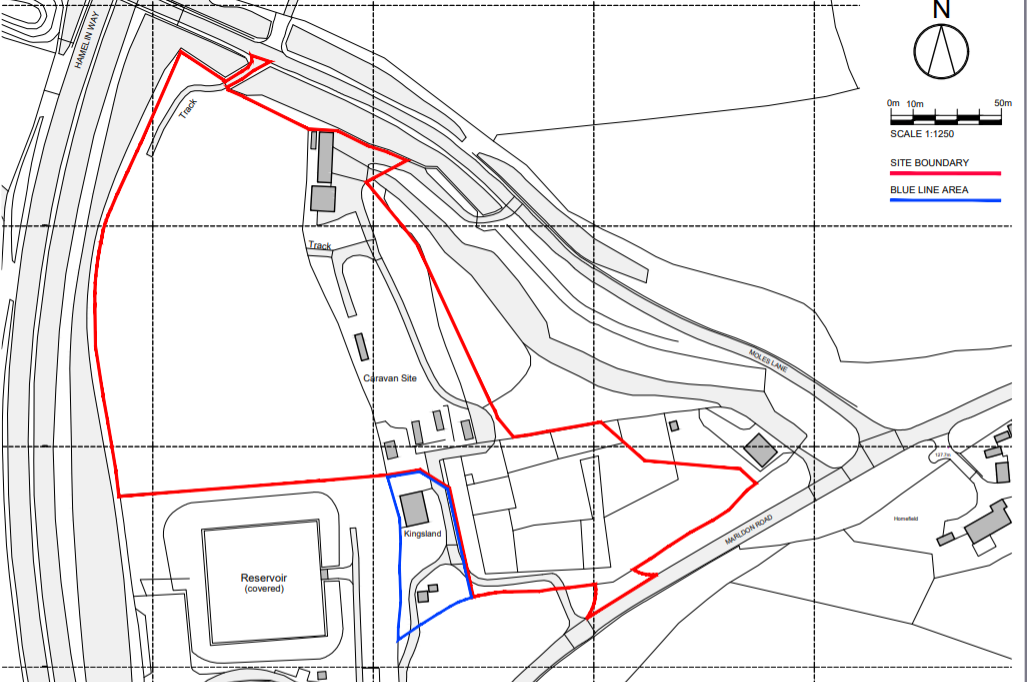 N
HAMELIN WAY
0m 10m 50m
SCALE 1:1250
SITE BOUNDARY
BLUE LINE AREA
Track
Track
MOLES LANE
Caravan Site
127.7m
Homefield
MARLDON ROAD
Kingsland
Reservoir
(covered)